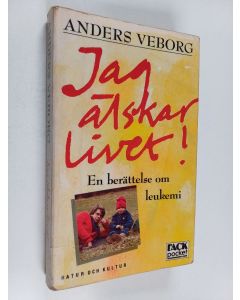 ANDERS VEBORG
Jag
älskar
livet!
En berättelse om
leukemi
NATUR OCH KULTUR
PACK
pocket